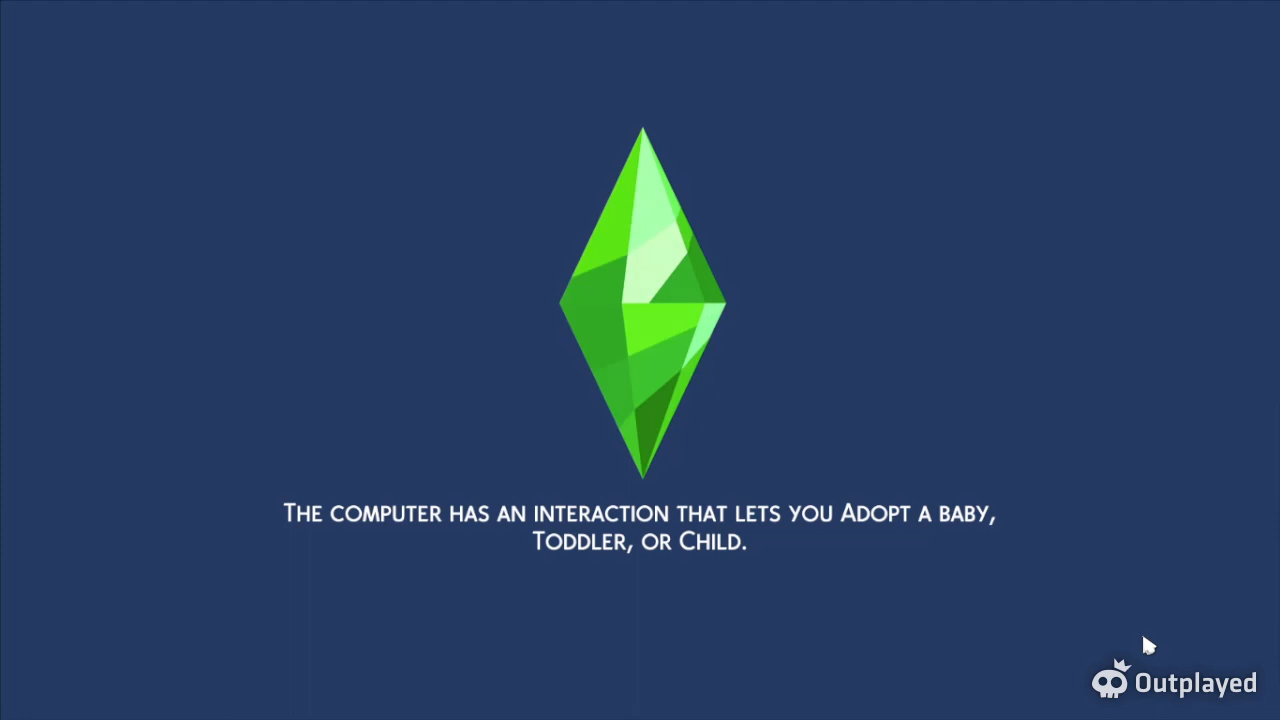 The computer has an interaction that lets you Adopt a baby,
Toddler, or Child.
Outplayed